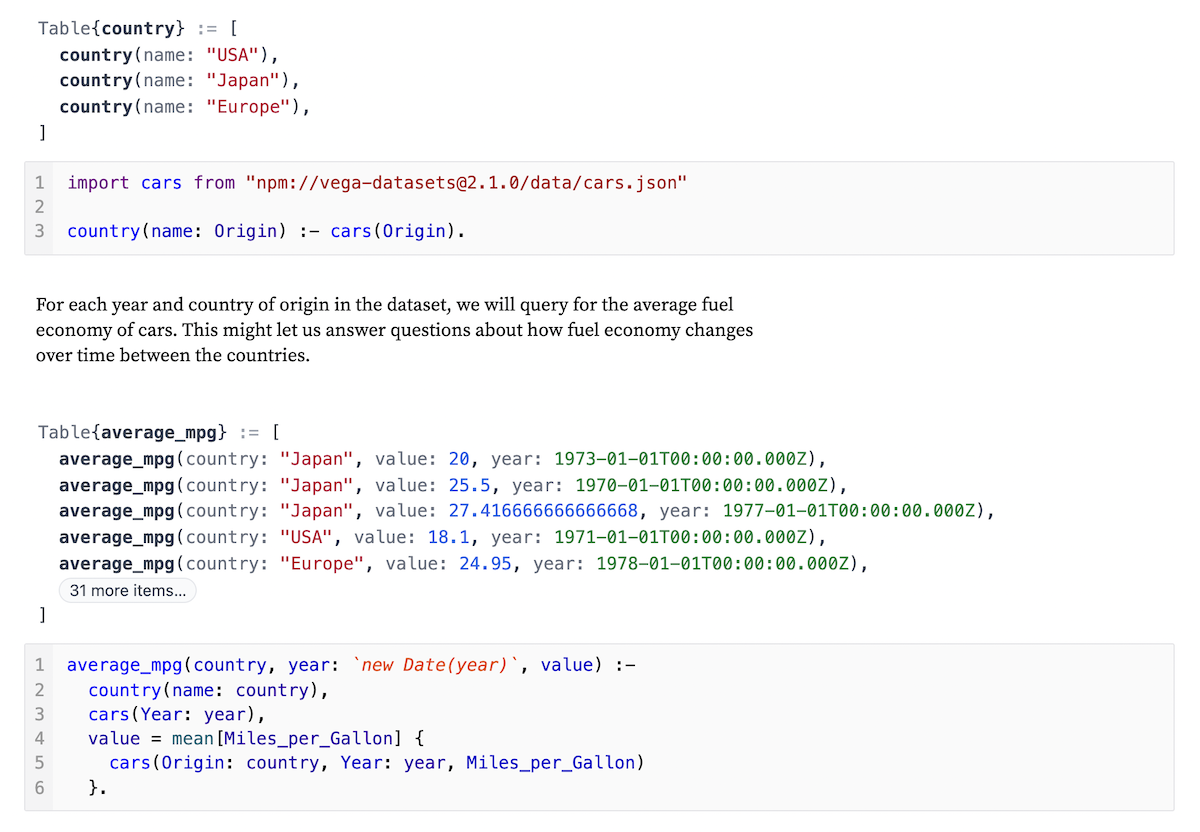 Table{country} := [
country(name: "USA"),
country(name: "Japan"),
country(name: "Europe"),
]
1 import cars from "npm://vega-datasets@2.1.0/data/cars.json"
2
3 country(name: Origin) :- cars(Origin).
For each year and country of origin in the dataset, we will query for the average fuel
economy of cars. This might let us answer questions about how fuel economy changes
over time between the countries.
Table{average_mpg} := [
average_mpg(country: "Japan", value: 20, year: 1973-01-01T00:00:00.000Z),
average_mpg(country: "Japan", value: 25.5, year: 1970-01-01T00:00:00.000Z),
average_mpg(country: "Japan", value: 27.416666666666668, year: 1977-01-01T00:00:00.000Z),
average_mpg(country: "USA", value: 18.1, year: 1971-01-01T00:00:00.000Z),
average_mpg(country: "Europe", value: 24.95, year: 1978-01-01T00:00:00.000Z),
31 more items...
]
1 average_mpg(country, year: `new Date(year)`, value) :-
2 country(name: country),
3 cars(Year: year),
4 value = mean[Miles_per_Gallon] {
5 cars(Origin: country, Year: year, Miles_per_Gallon)
6 }.